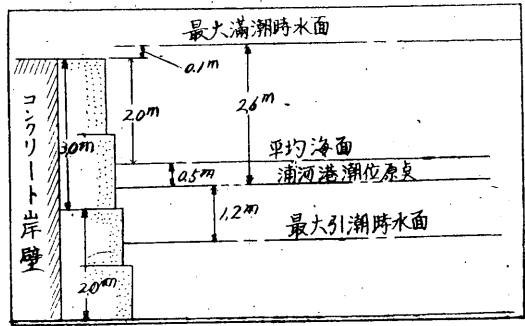 最大満潮時水面
0.1m
2.0m
2.6m
コンクリート岸壁
3.0m
平均海面
0.5m
浦河港潮位原点
1.2m
最大引潮時水面
2.0m